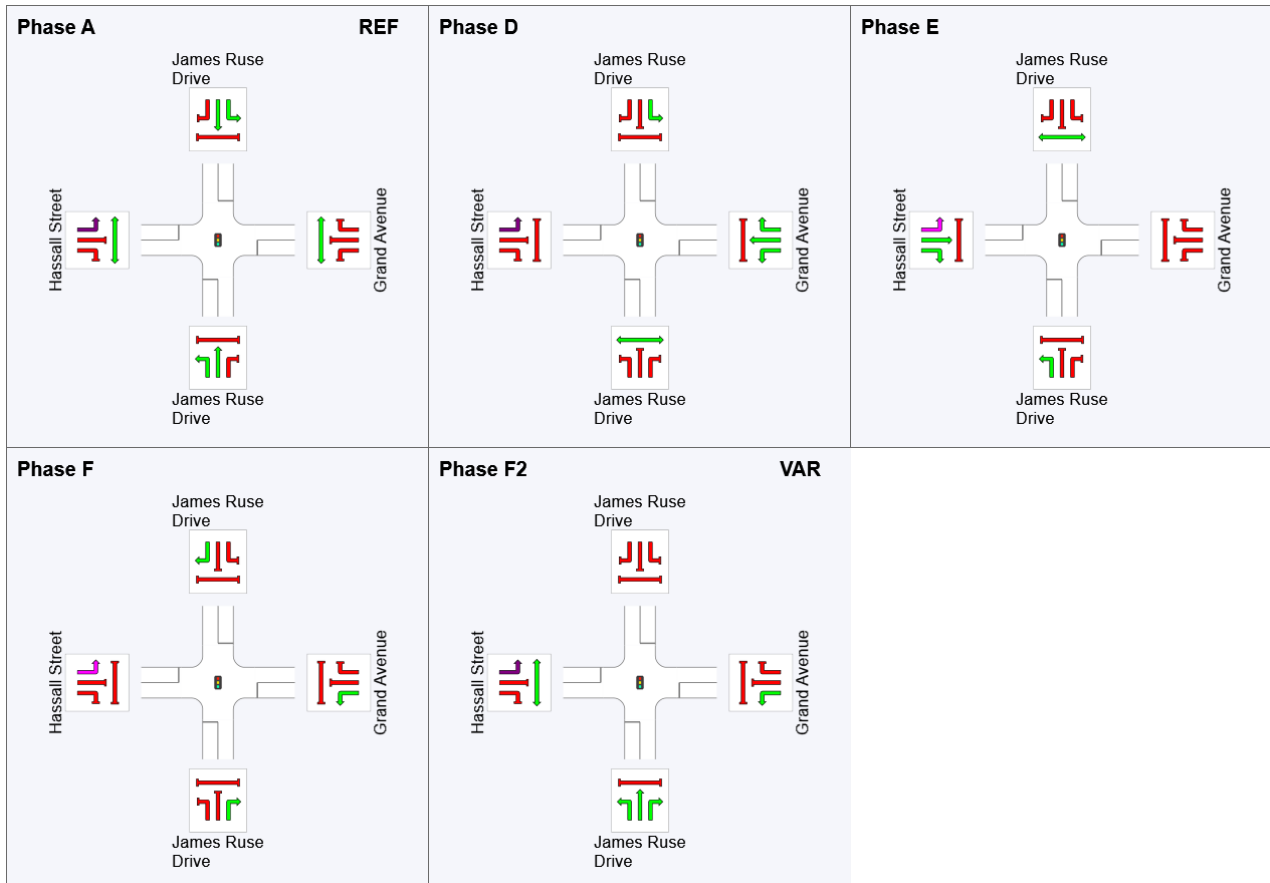 Phase A
REF
James Ruse
Drive
Hassall Street
Grand Avenue
James Ruse
Drive
Phase D
James Ruse
Drive
Hassall Street
Grand Avenue
James Ruse
Drive
Phase E
James Ruse
Drive
Hassall Street
Grand Avenue
James Ruse
Drive
Phase F
James Ruse
Drive
Hassall Street
Grand Avenue
James Ruse
Drive
Phase F2
VAR
James Ruse
Drive
Hassall Street
Grand Avenue
James Ruse
Drive